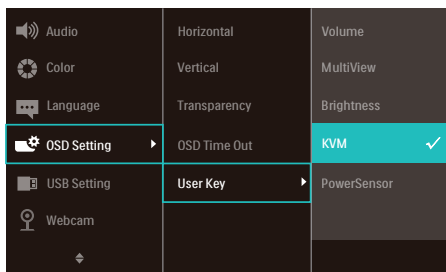 Audio
Color
Language
OSD Setting
USB Setting
Webcam
Horizontal
Vertical
Transparency
OSD Time Out
User Key
Volume
MultiView
Brightness
KVM
PowerSensor